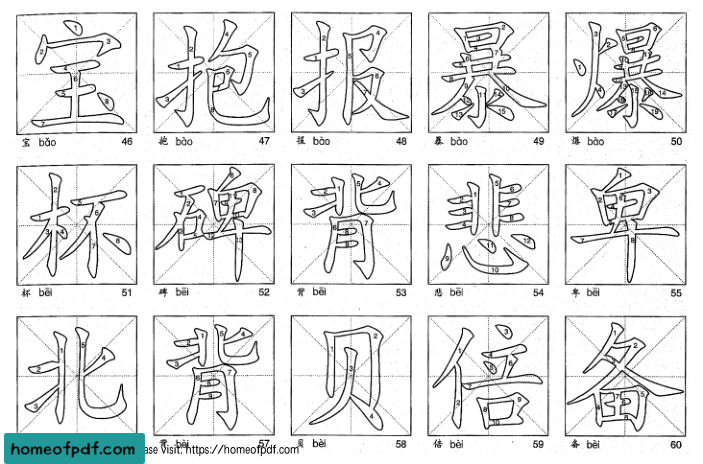 宝 抱 报 暴 爆
宝 bǎo 46 抱 bào 47 报 bào 48 暴 bào 49 爆 bào 50
杯 碑 背 悲 卑
杯 bēi 51 碑 bēi 52 背 bēi 53 悲 bēi 54 卑 bēi 55
北 背 贝 倍 备
背 bèi 57 贝 bèi 58 倍 bèi 59 备 bèi 60
homeofpdf.com ase Visit: https://homeofpdf.com